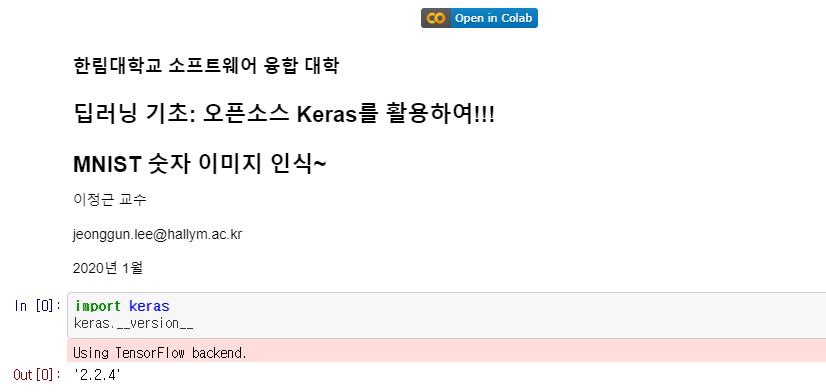 Open in Colab
한림대학교 소프트웨어 융합 대학
딥러닝 기초: 오픈소스 Keras를 활용하여!!!
MNIST 숫자 이미지 인식~
이정근 교수
jeonggun.lee@hallym.ac.kr
2020년 1월
In [0]: import keras
keras.__version__
Using TensorFlow backend.
Out[0]: '2.2.4'